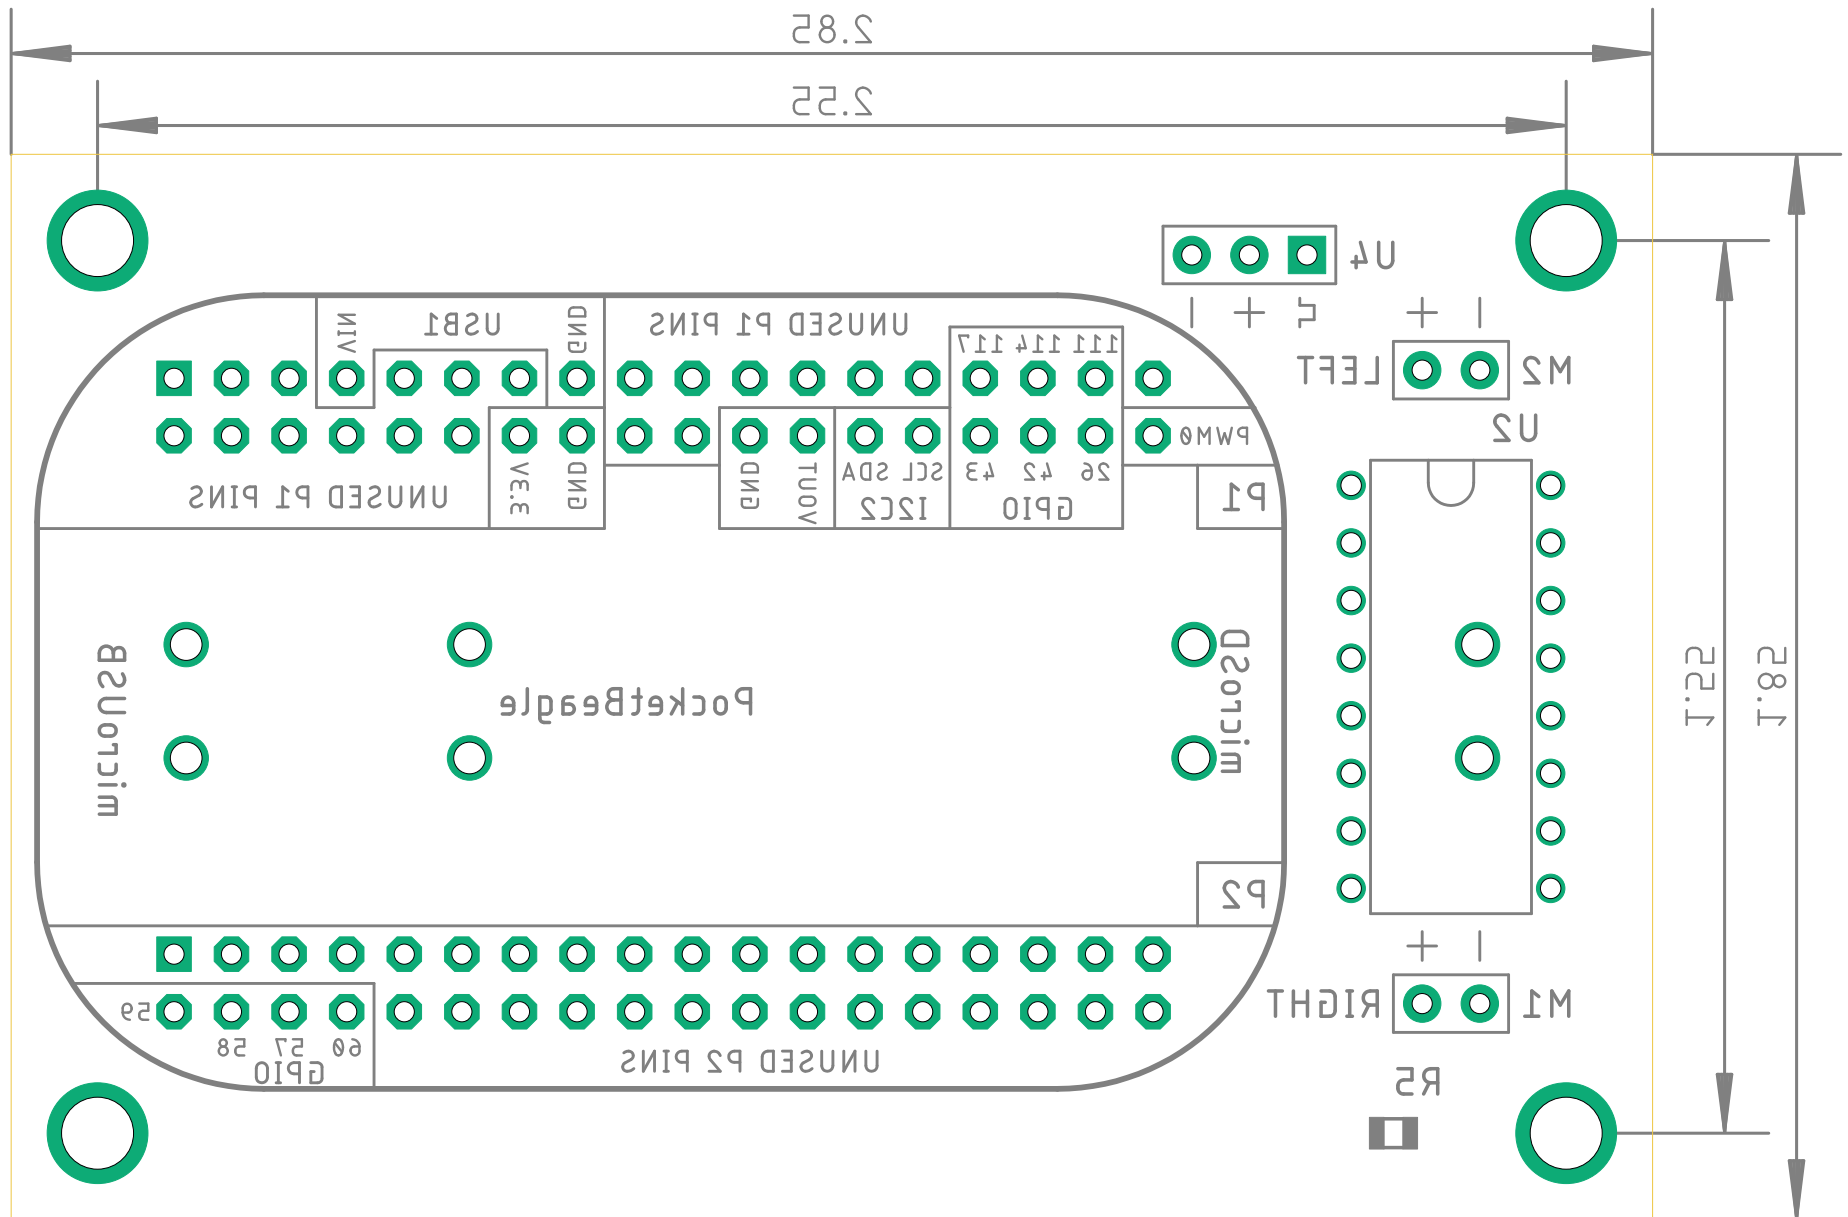 2.85
2.55
U4
− + ⎍
+ −
VIN
USB1
GND
UNUSED P1 PINS
117 114 111
LEFT
M2
U2
PWM0
UNUSED P1 PINS
3.3V
GND
GND
VOUT
SDA SCL
I2C2
43 42 26
GPIO
P1
microUSB
PocketBeagle
microSD
1.55
1.85
P2
+ −
59
58 57 60
GPIO
UNUSED P2 PINS
RIGHT
M1
R5